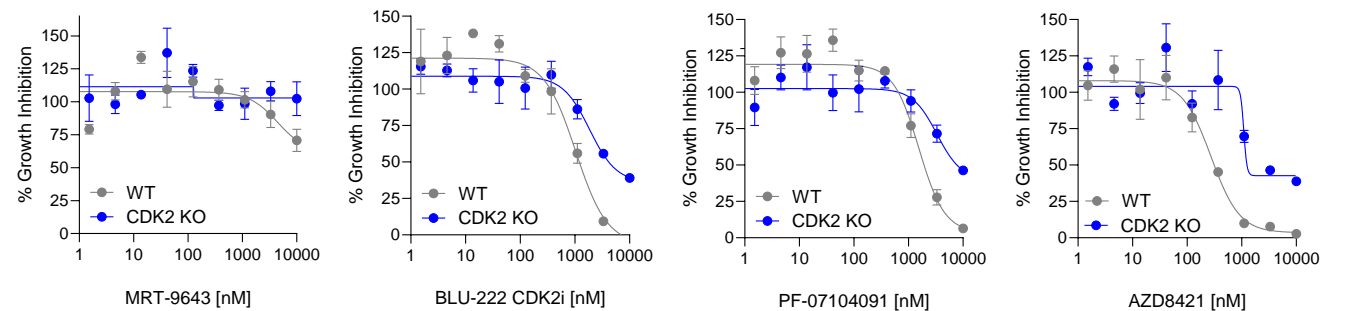 % Growth Inhibition
150
125
100
75
50
25
0
WT
CDK2 KO
1 10 100 1000 10000
MRT-9643 [nM]
% Growth Inhibition
150
125
100
75
50
25
0
WT
CDK2 KO
1 10 100 1000 10000
BLU-222 CDK2i [nM]
% Growth Inhibition
150
125
100
75
50
25
0
WT
CDK2 KO
1 10 100 1000 10000
PF-07104091 [nM]
% Growth Inhibition
150
125
100
75
50
25
0
WT
CDK2 KO
1 10 100 1000 10000
AZD8421 [nM]